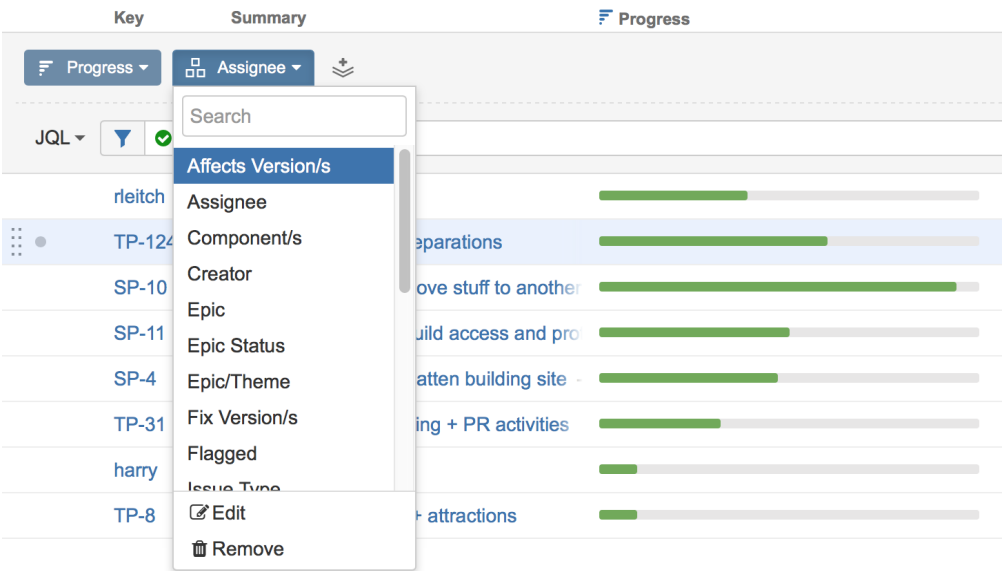 Key Summary Progress
Progress Assignee
Search
JQL
Affects Version/s
rleitch
Assignee
TP-124 Component/s eparations
Creator
SP-10 ove stuff to another
Epic
SP-11 uild access and pro
Epic Status
SP-4 Epic/Theme atten building site -
TP-31 Fix Version/s ing + PR activities
Flagged
harry
Issue Type
TP-8 Edit + attractions
Remove